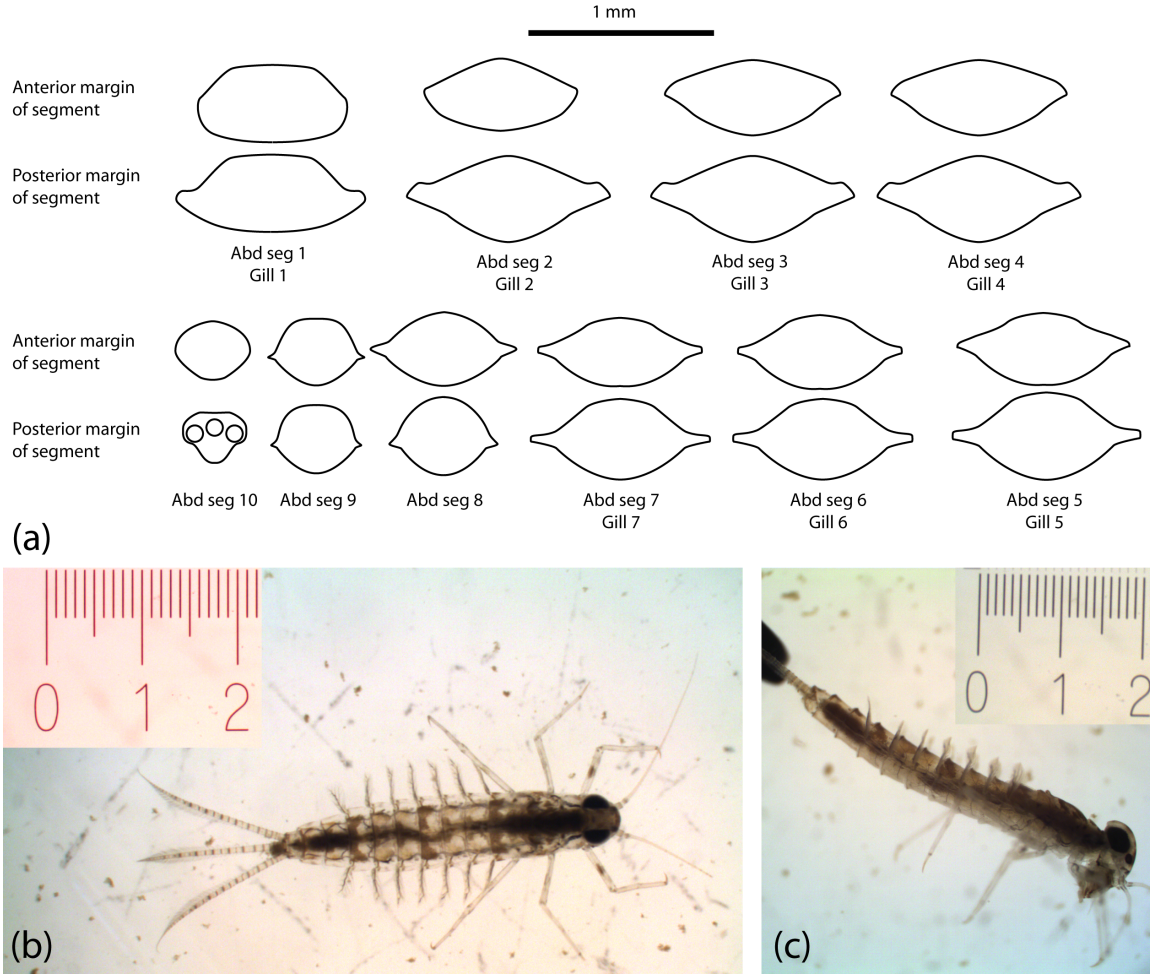 1 mm
Anterior margin
of segment
Posterior margin
of segment
Abd seg 1
Gill 1
Abd seg 2
Gill 2
Abd seg 3
Gill 3
Abd seg 4
Gill 4
Anterior margin
of segment
Posterior margin
of segment
Abd seg 10
Abd seg 9
Abd seg 8
Abd seg 7
Gill 7
Abd seg 6
Gill 6
Abd seg 5
Gill 5
(a)
0 1 2
(b)
0 1 2
(c)